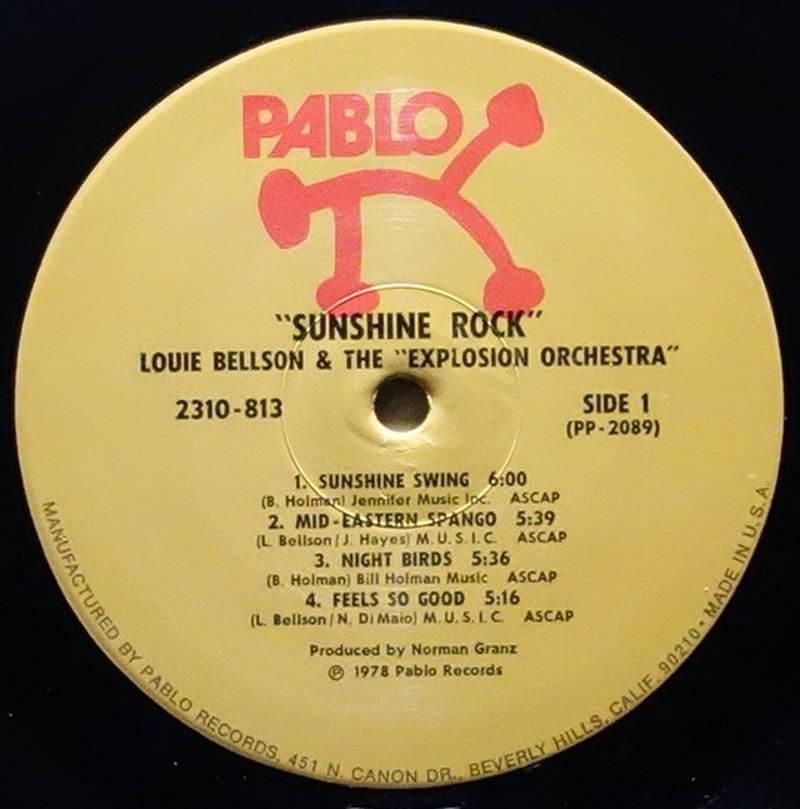 PABLO
"SUNSHINE ROCK"
LOUIE BELLSON & THE "EXPLOSION ORCHESTRA"
2310-813 SIDE 1
(PP-2089)
1. SUNSHINE SWING 6:00
(B. Holman) Jennifer Music Inc. ASCAP
2. MID-EASTERN SPANGO 5:39
(L. Bellson/J. Hayes) M.U.S.I.C. ASCAP
3. NIGHT BIRDS 5:36
(B. Holman) Bill Holman Music ASCAP
4. FEELS SO GOOD 5:16
(L. Bellson/N. DiMaio) M.U.S.I.C. ASCAP
Produced by Norman Granz
℗ 1978 Pablo Records
MANUFACTURED BY PABLO RECORDS, 451 N. CANON DR., BEVERLY HILLS, CALIF. 90210 • MADE IN U.S.A.